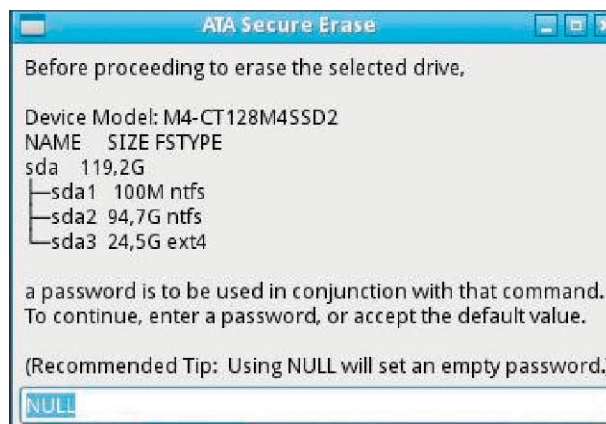 ATA Secure Erase
Before proceeding to erase the selected drive,
Device Model: M4-CT128M4SSD2
NAME SIZE FSTYPE
sda 119,2G
├─sda1 100M ntfs
├─sda2 94,7G ntfs
└─sda3 24,5G ext4
a password is to be used in conjunction with that command.
To continue, enter a password, or accept the default value.
(Recommended Tip: Using NULL will set an empty password.)
NULL